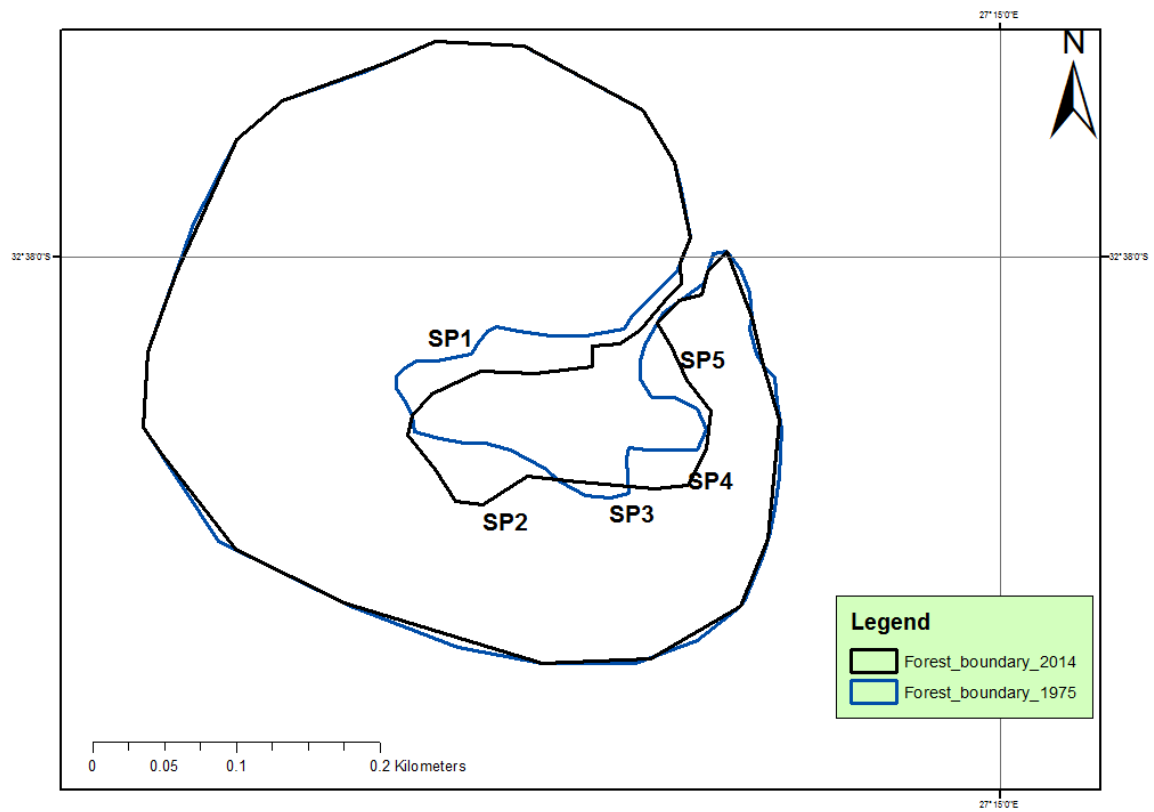 27°15'0"E
N
32°38'0"S
32°38'0"S
SP1
SP5
SP4
SP2
SP3
Legend
Forest_boundary_2014
Forest_boundary_1975
0 0.05 0.1 0.2 Kilometers
27°15'0"E